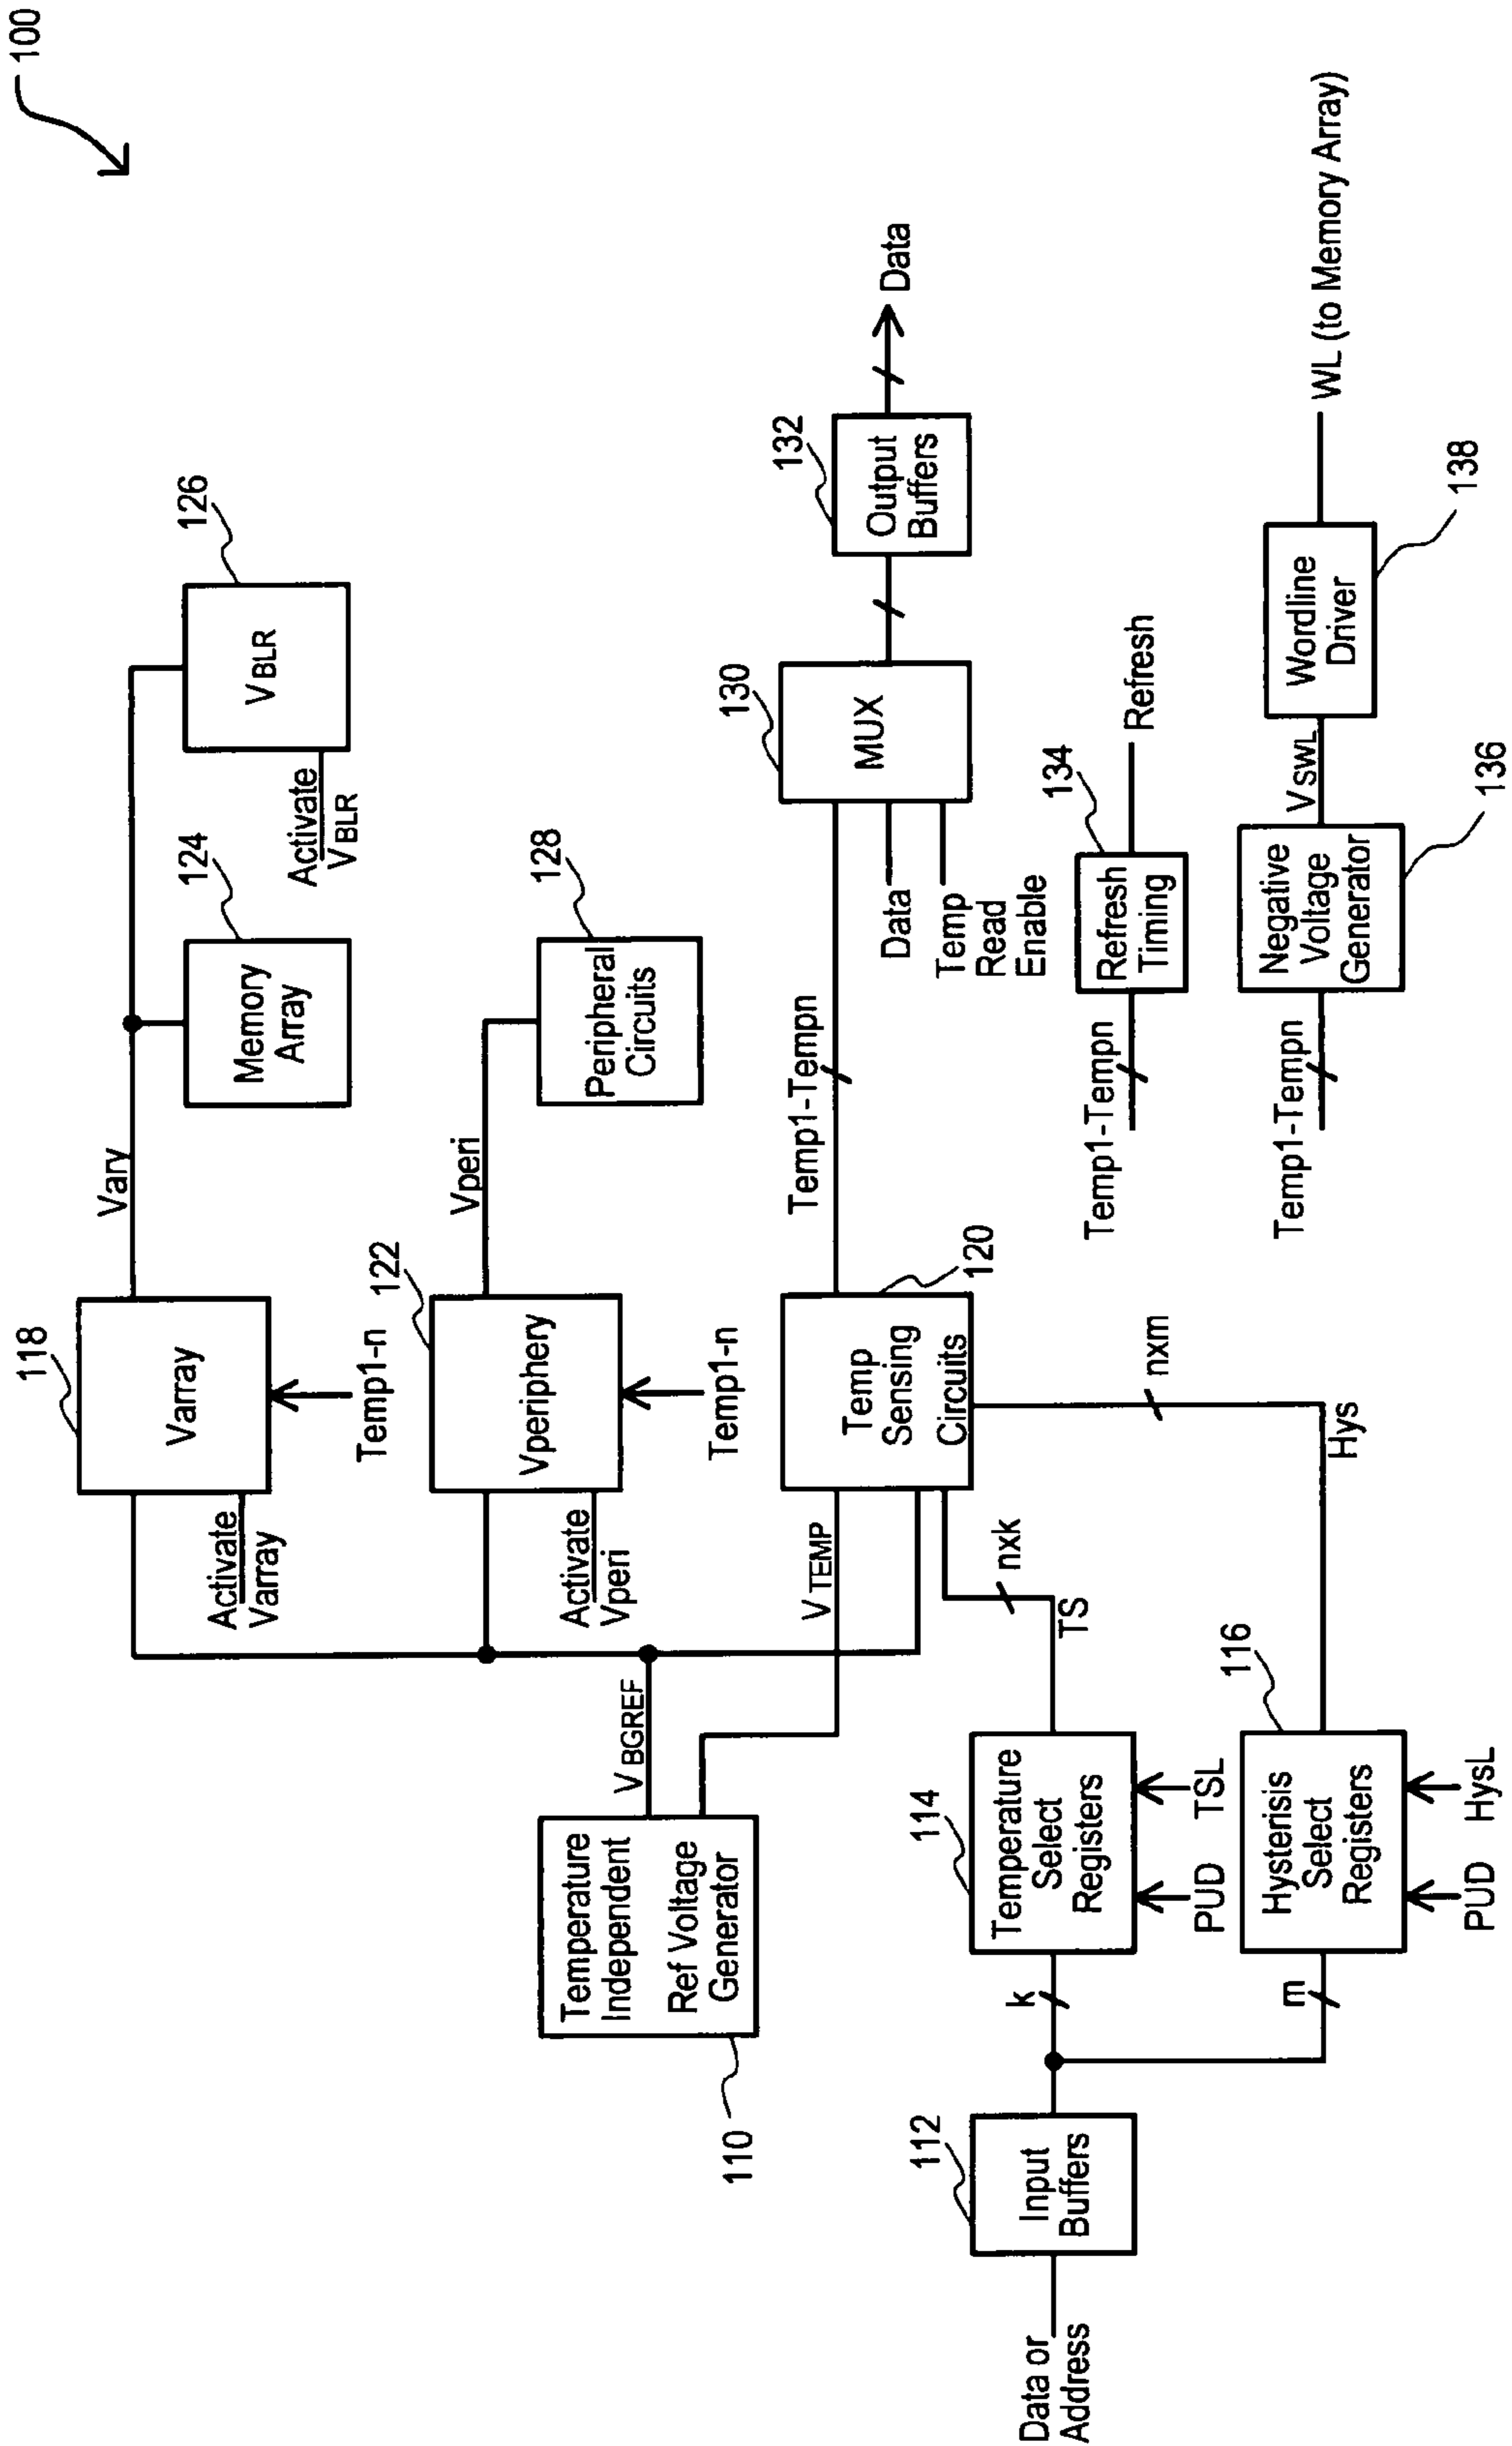 100
118
Varray
Activate
Varray
Temp1-n
Vary
124
Memory
Array
126
VBLR
Activate
VBLR
122
Vperiphery
Activate
Vperi
Temp1-n
Vperi
128
Peripheral
Circuits
110
Temperature
Independent
Ref Voltage
Generator
VBGREF
VTEMP
120
Temp
Sensing
Circuits
Temp1-Tempn
130
MUX
Data
Temp
Read
Enable
132
Output
Buffers
Data
Data or
Address
112
Input
Buffers
k
m
114
Temperature
Select
Registers
PUD
TSL
TS
nxk
116
Hysterisis
Select
Registers
PUD
HysL
Hys
nxm
Temp1-Tempn
134
Refresh
Timing
Refresh
Temp1-Tempn
136
Negative
Voltage
Generator
VSWL
138
Wordline
Driver
WL (to Memory Array)